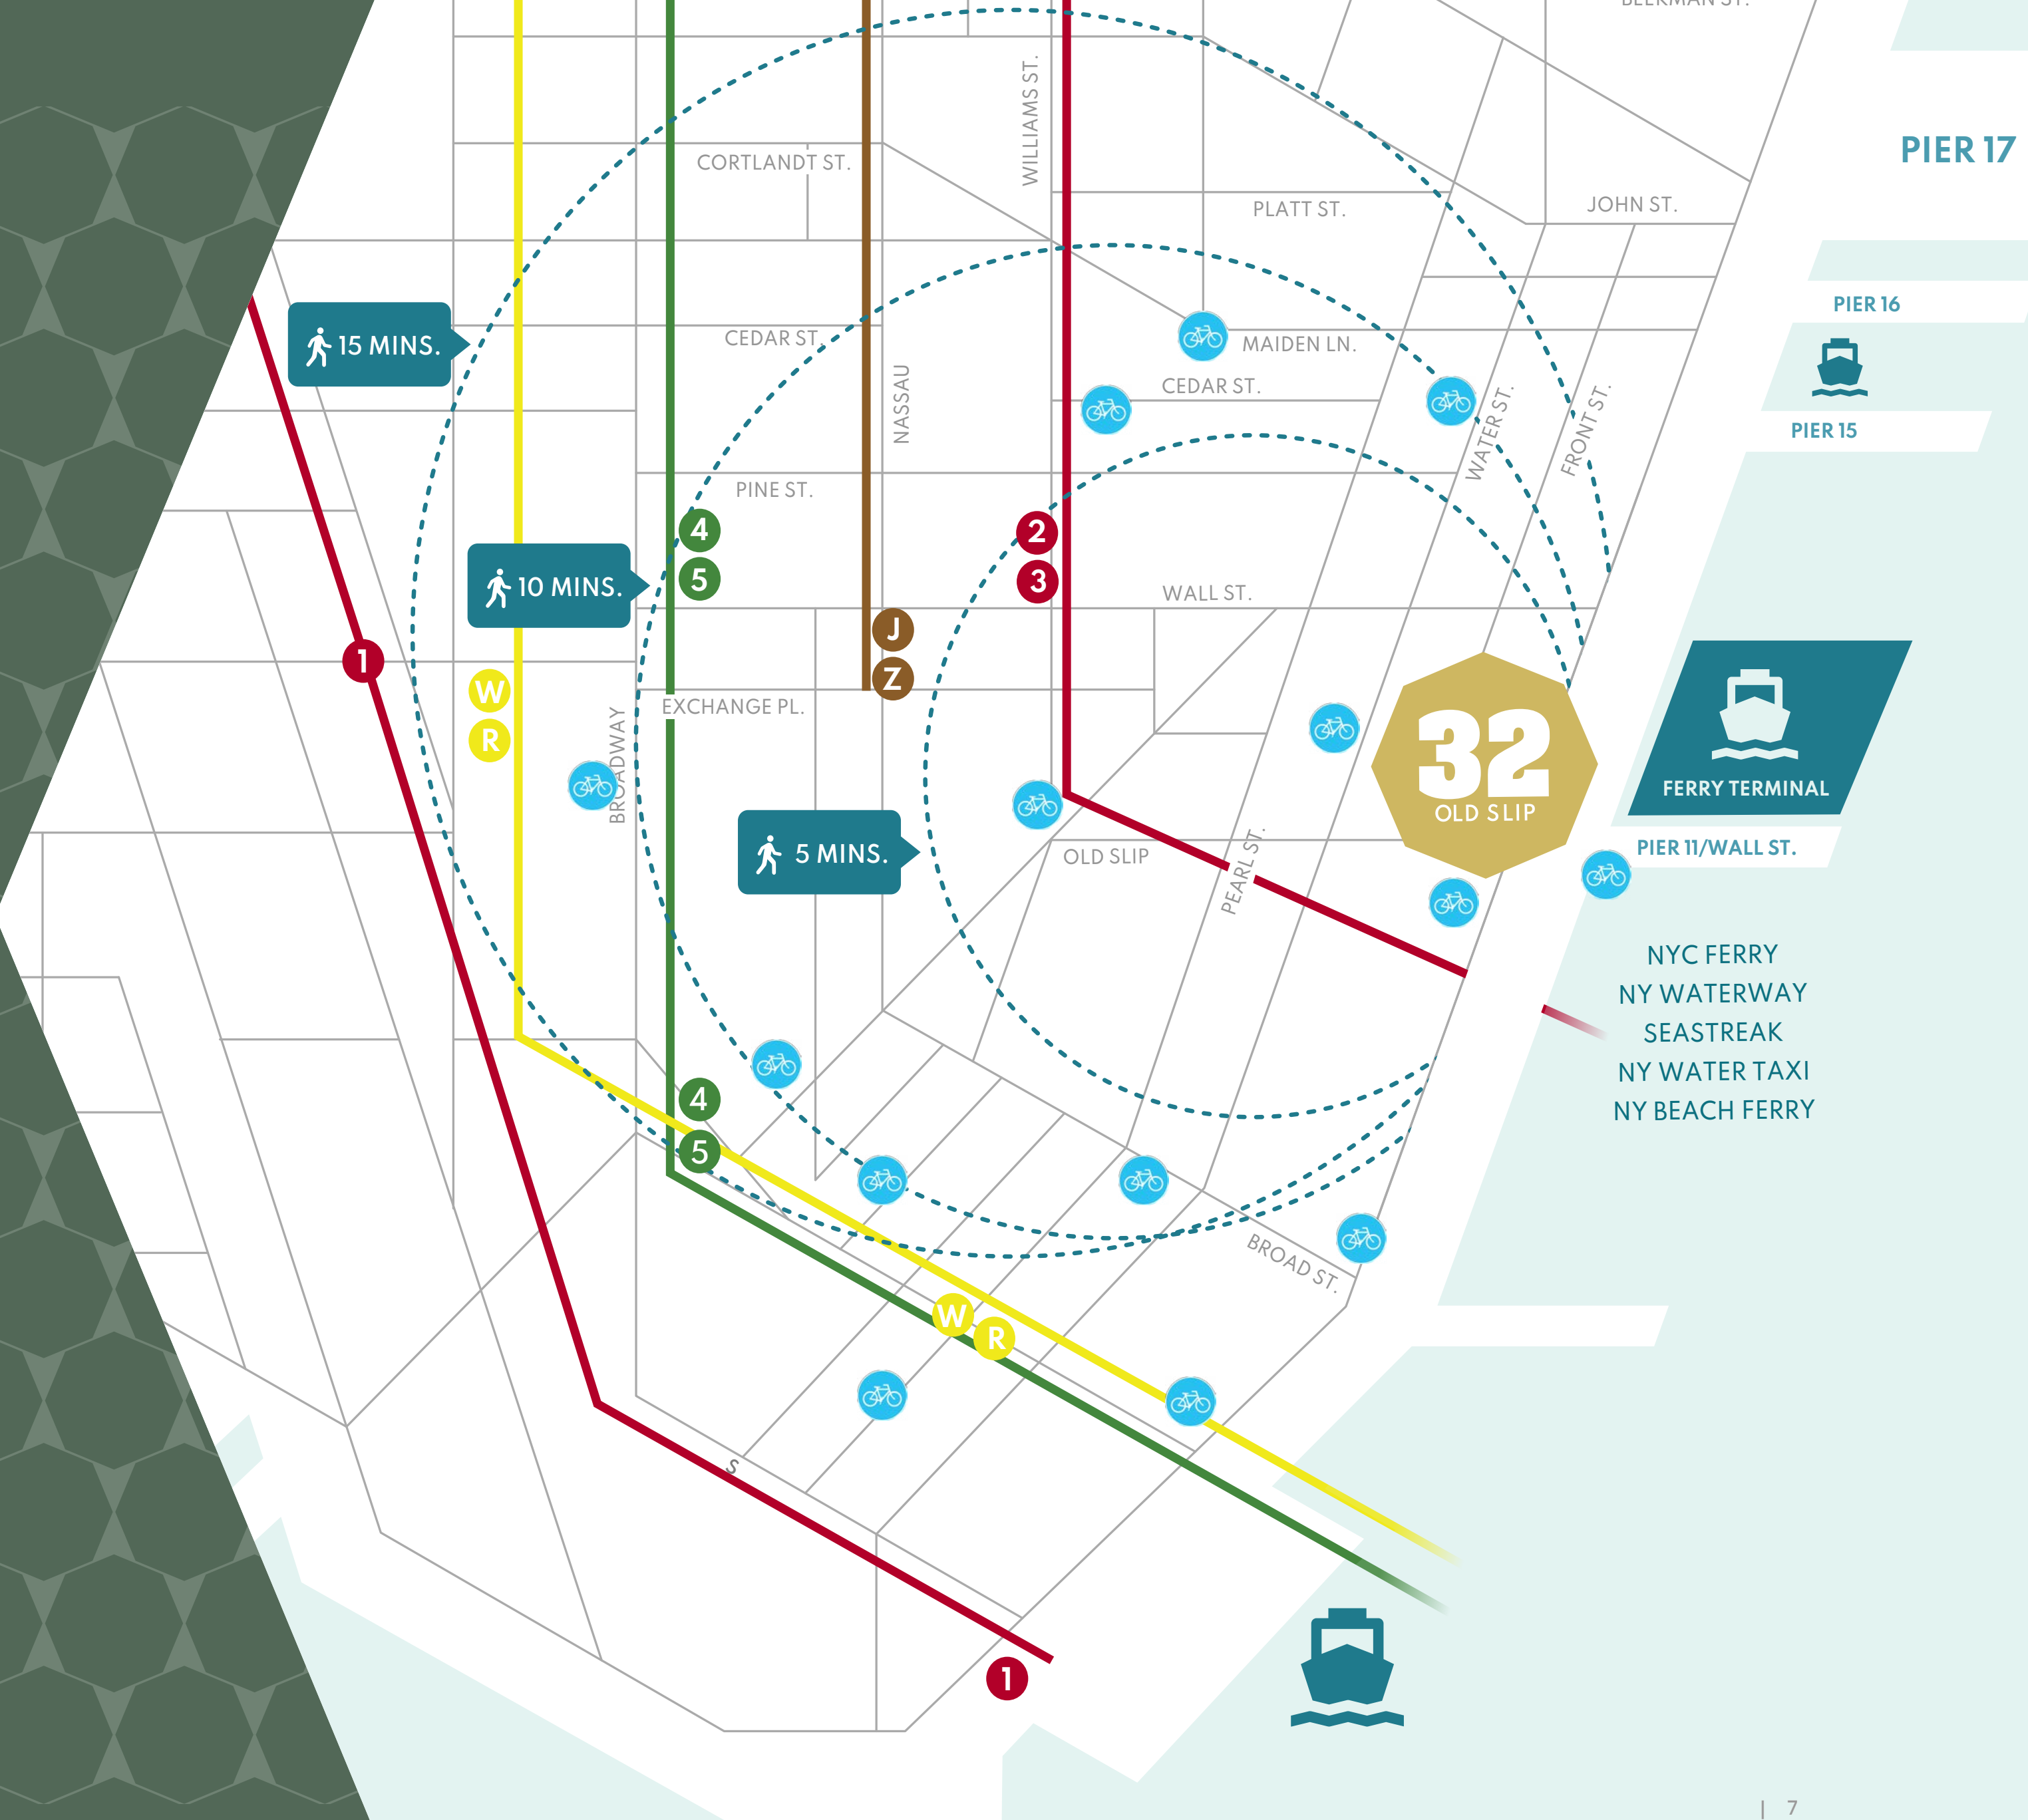 BEEKMAN ST.
WILLIAMS ST.
CORTLANDT ST.
PIER 17
PLATT ST.
JOHN ST.
PIER 16
15 MINS.
CEDAR ST.
MAIDEN LN.
CEDAR ST.
NASSAU
WATER ST.
FRONT ST.
PIER 15
PINE ST.
4
5
2
3
10 MINS.
WALL ST.
J
Z
1
W
R
EXCHANGE PL.
BROADWAY
32
OLD SLIP
FERRY TERMINAL
PIER 11/WALL ST.
5 MINS.
OLD SLIP
PEARL ST.
NYC FERRY
NY WATERWAY
SEASTREAK
NY WATER TAXI
NY BEACH FERRY
4
5
BROAD ST.
W
R
S
1
| 7